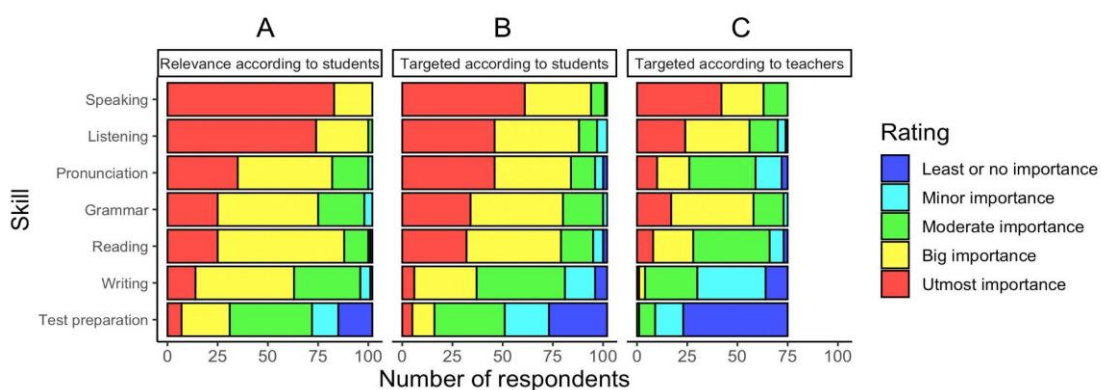 A B C
Relevance according to students Targeted according to students Targeted according to teachers
Speaking
Listening
Pronunciation
Grammar
Reading
Writing
Test preparation
Skill
0 25 50 75 100 0 25 50 75 100 0 25 50 75 100
Number of respondents
Rating
Least or no importance
Minor importance
Moderate importance
Big importance
Utmost importance